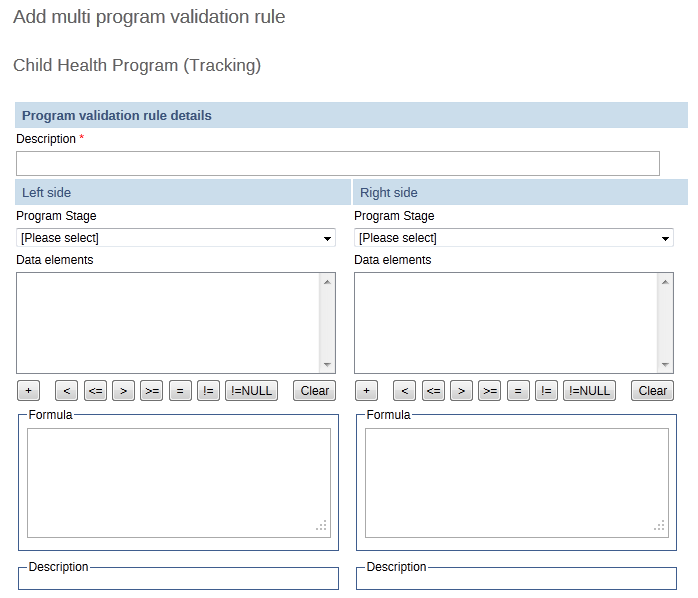 Add multi program validation rule
Child Health Program (Tracking)
Program validation rule details
Description *
Left side Right side
Program Stage Program Stage
[Please select] [Please select]
Data elements Data elements
+ < <= > >= = != !=NULL Clear + < <= > >= = != !=NULL Clear
Formula Formula
Description Description